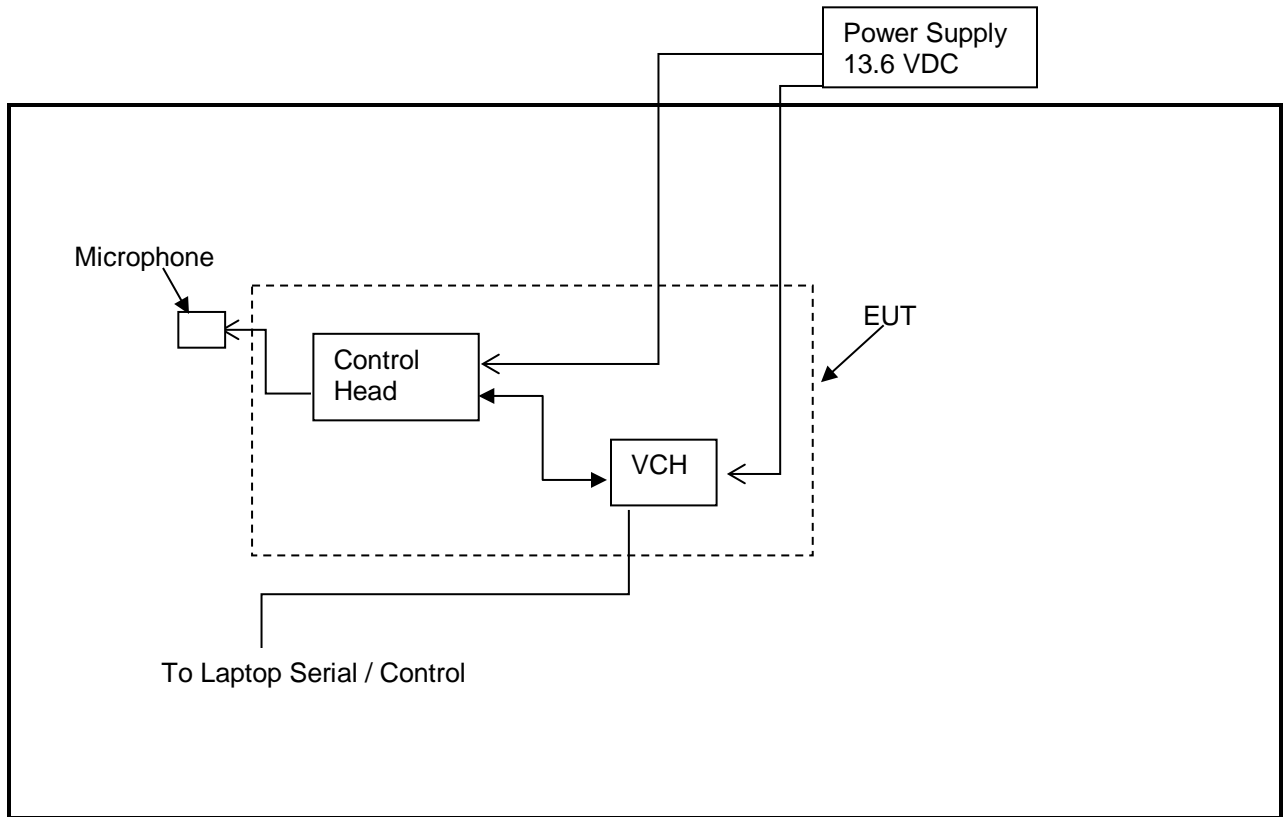 Power Supply
13.6 VDC
Microphone
EUT
Control
Head
VCH
To Laptop Serial / Control